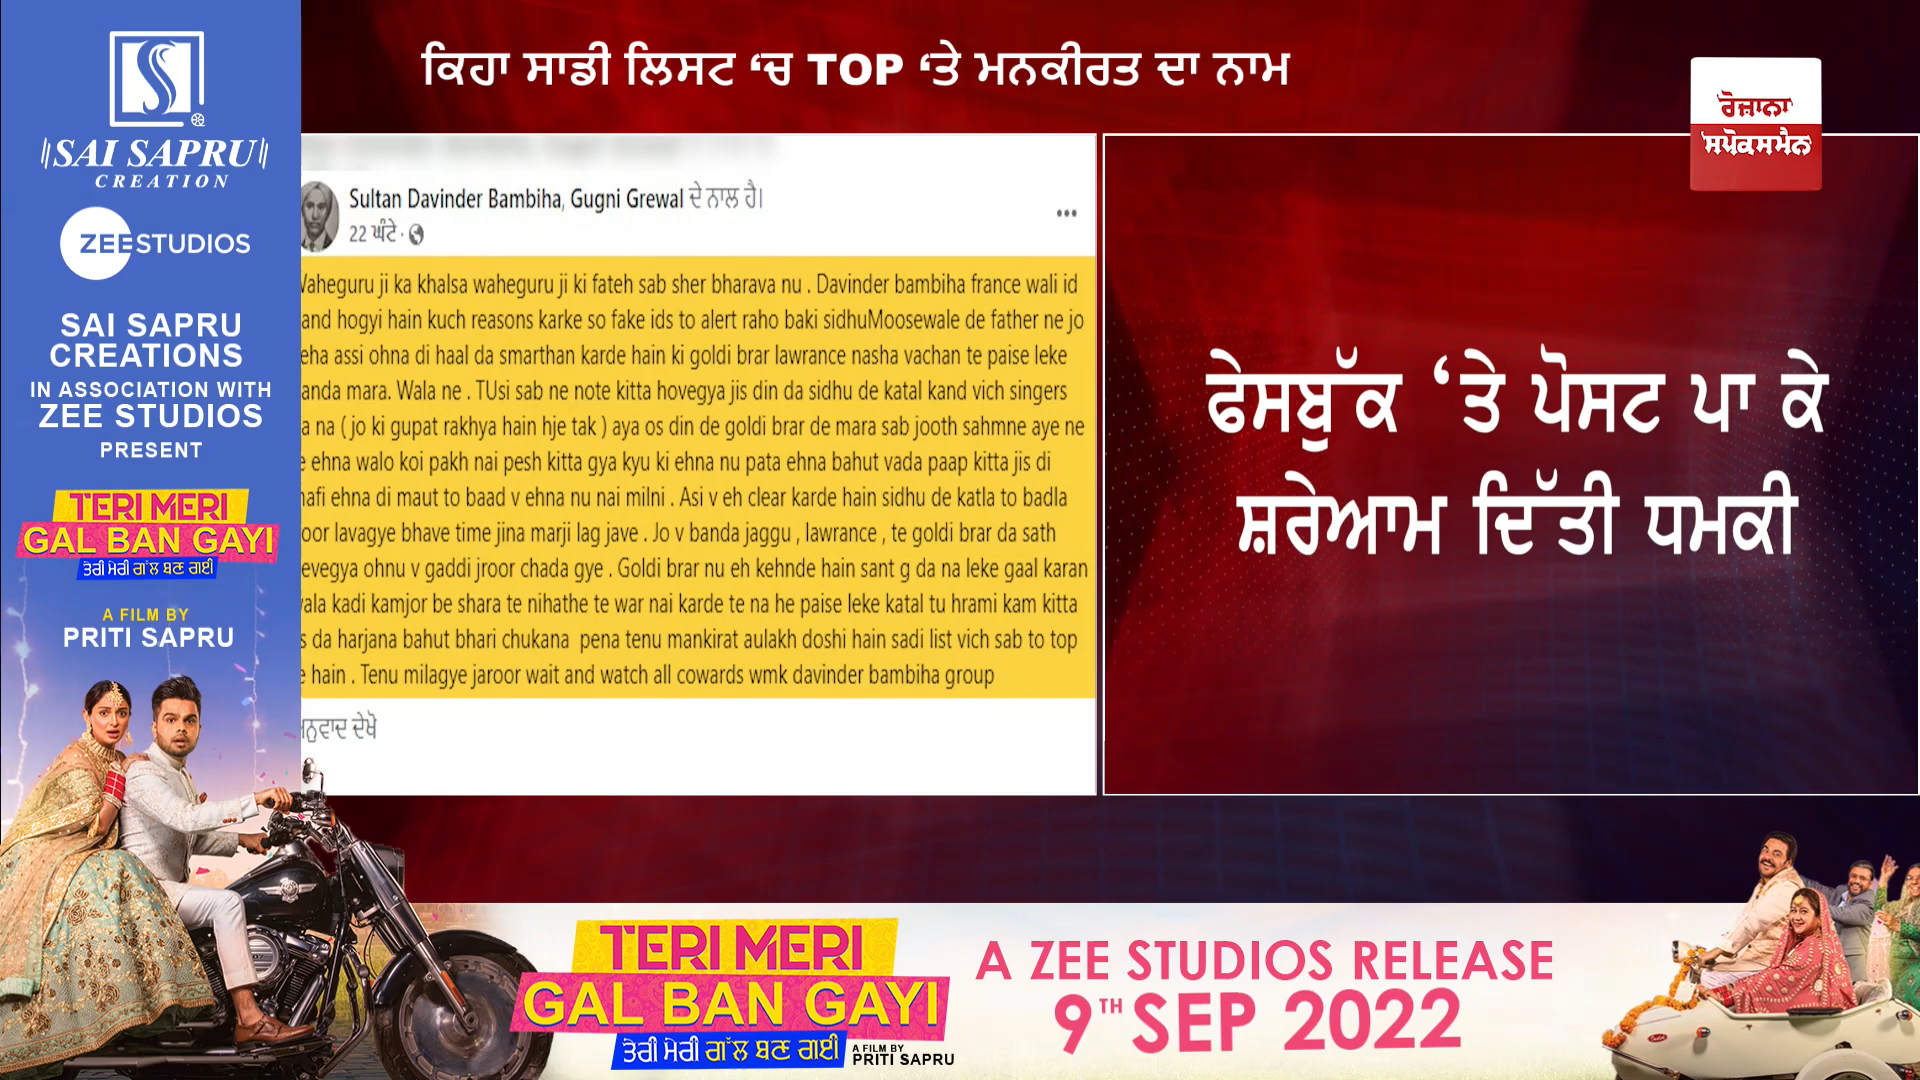 ਕਿਹਾ ਸਾਡੀ ਲਿਸਟ ‘ਚ TOP ‘ਤੇ ਮਨਕੀਰਤ ਦਾ ਨਾਮ
ਰੋਜ਼ਾਨਾ
ਸਪੋਕਸਮੈਨ
SAI SAPRU
CREATION
ZEESTUDIOS
SAI SAPRU
CREATIONS
IN ASSOCIATION WITH
ZEE STUDIOS
PRESENT
TERI MERI
GAL BAN GAYI
ਤੇਰੀ ਮੇਰੀ ਗੱਲ ਬਣ ਗਈ
A FILM BY
PRITI SAPRU
Sultan Davinder Bambiha, Gugni Grewal ਦੇ ਨਾਲ ਹੈ।
22 ਘੰਟੇ ·
ji ka khalsa waheguru ji ki fateh sab sher bharava nu . Davinder bambiha france wali id
hogyi hain kuch reasons karke so fake ids to alert raho baki sidhuMoosewale de father ne jo
assi ohna di haal da smarthan karde hain ki goldi brar lawrance nasha vachan te paise leke
mara. Wala ne . TUsi sab ne note kitta hovegya jis din da sidhu de katal kand vich singers
na ( jo ki gupat rakhya hain hje tak ) aya os din de goldi brar de mara sab jooth sahmne aye ne
ehna walo koi pakh nai pesh kitta gya kyu ki ehna nu pata ehna bahut vada paap kitta jis di
ehna di maut to baad v ehna nu nai milni . Asi v eh clear karde hain sidhu de katla to badla
lavagye bhave time jina marji lag jave . Jo v banda jaggu , lawrance , te goldi brar da sath
ohnu v gaddi jroor chada gye . Goldi brar nu eh kehnde hain sant g da na leke gaal karan
kadi kamjor be shara te nihathe te war nai karde te na he paise leke katal tu hrami kam kitta
da harjana bahut bhari chukana pena tenu mankirat aulakh doshi hain sadi list vich sab to top
hain . Tenu milagye jaroor wait and watch all cowards wmk davinder bambiha group
ਦੇਖੋ
ਫੇਸਬੁੱਕ ‘ਤੇ ਪੋਸਟ ਪਾ ਕੇ
ਸ਼ਰੇਆਮ ਦਿੱਤੀ ਧਮਕੀ
TERI MERI
GAL BAN GAYI
ਤੇਰੀ ਮੇਰੀ ਗੱਲ ਬਣ ਗਈ
A FILM BY
PRITI SAPRU
A ZEE STUDIOS RELEASE
9TH SEP 2022